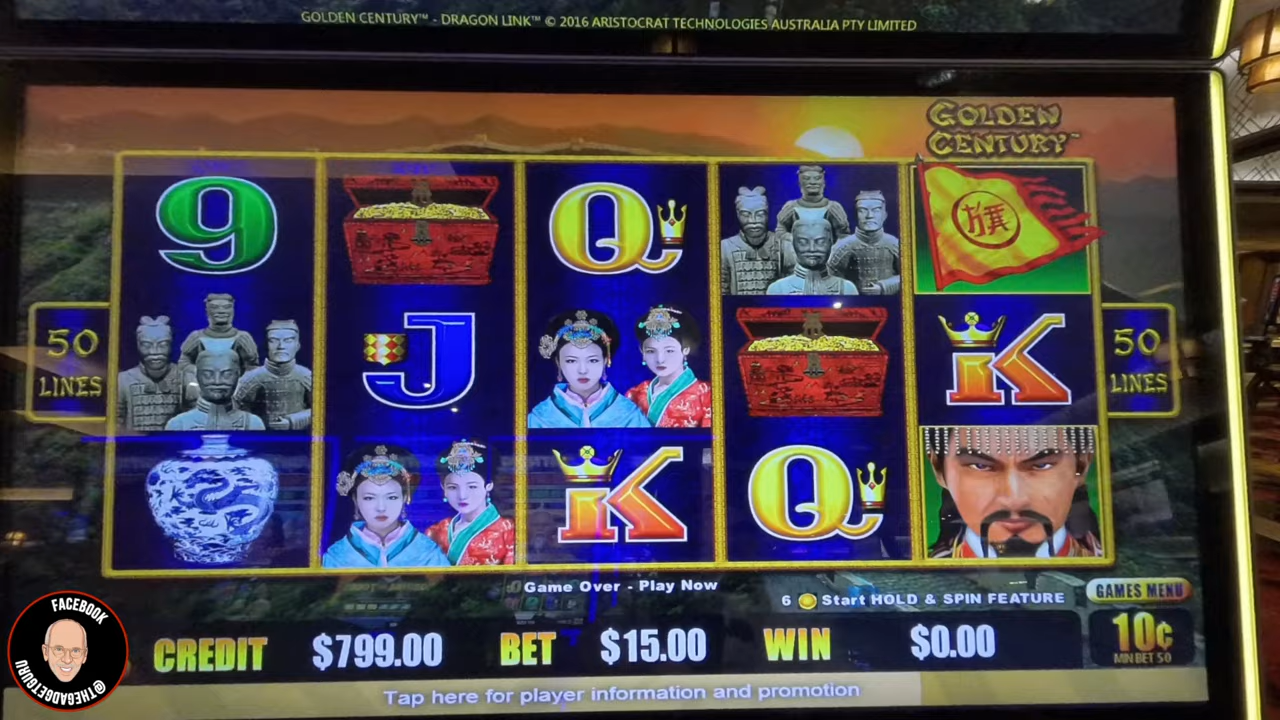 GOLDEN CENTURY™ - DRAGON LINK™ © 2016 ARISTOCRAT TECHNOLOGIES AUSTRALIA PTY LIMITED
GOLDEN
CENTURY™
9
Q
旗
50
LINES
J
K
50
LINES
K
Q
Game Over - Play Now
6 Start HOLD & SPIN FEATURE
GAMES MENU
CREDIT $799.00 BET $15.00 WIN $0.00
10¢
MIN BET 50
Tap here for player information and promotion
FACEBOOK
@THEGADGETGURU